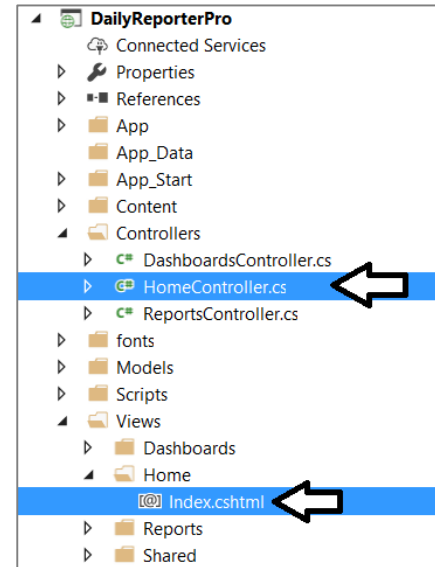 DailyReporterPro
Connected Services
Properties
References
App
App_Data
App_Start
Content
Controllers
C# DashboardsController.cs
C# HomeController.cs
C# ReportsController.cs
fonts
Models
Scripts
Views
Dashboards
Home
[@] Index.cshtml
Reports
Shared